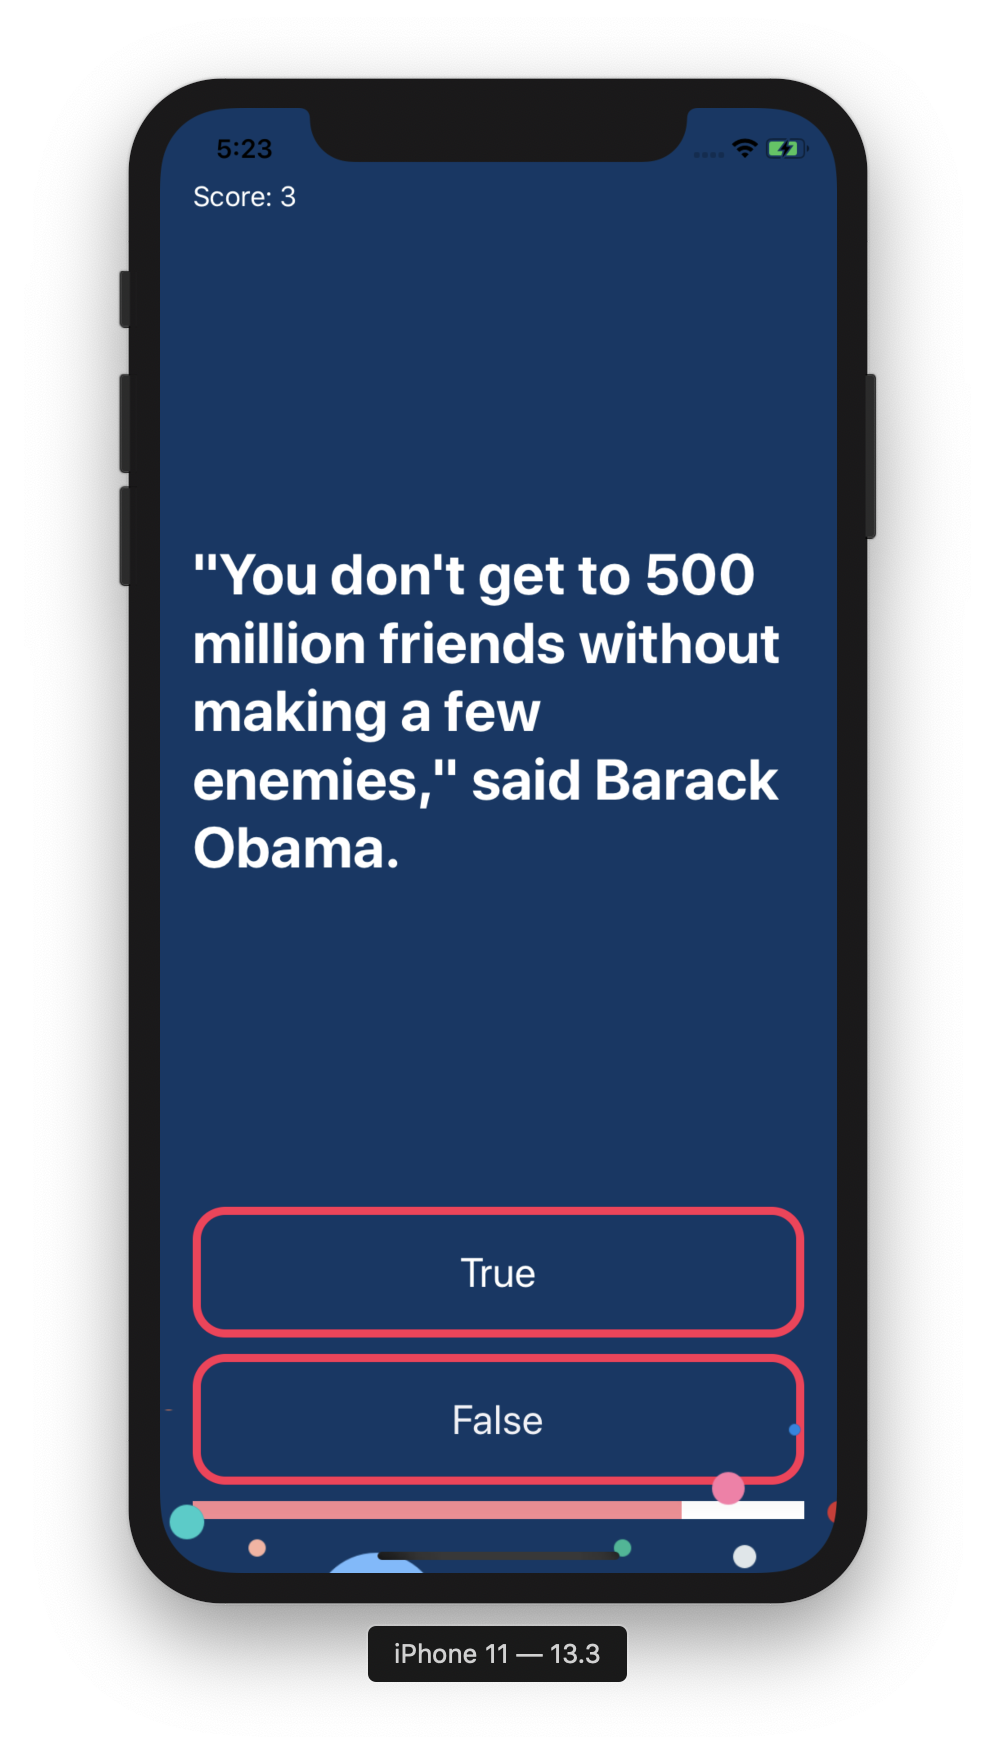 5:23
Score: 3
"You don't get to 500
million friends without
making a few
enemies," said Barack
Obama.
True
False
iPhone 11 — 13.3